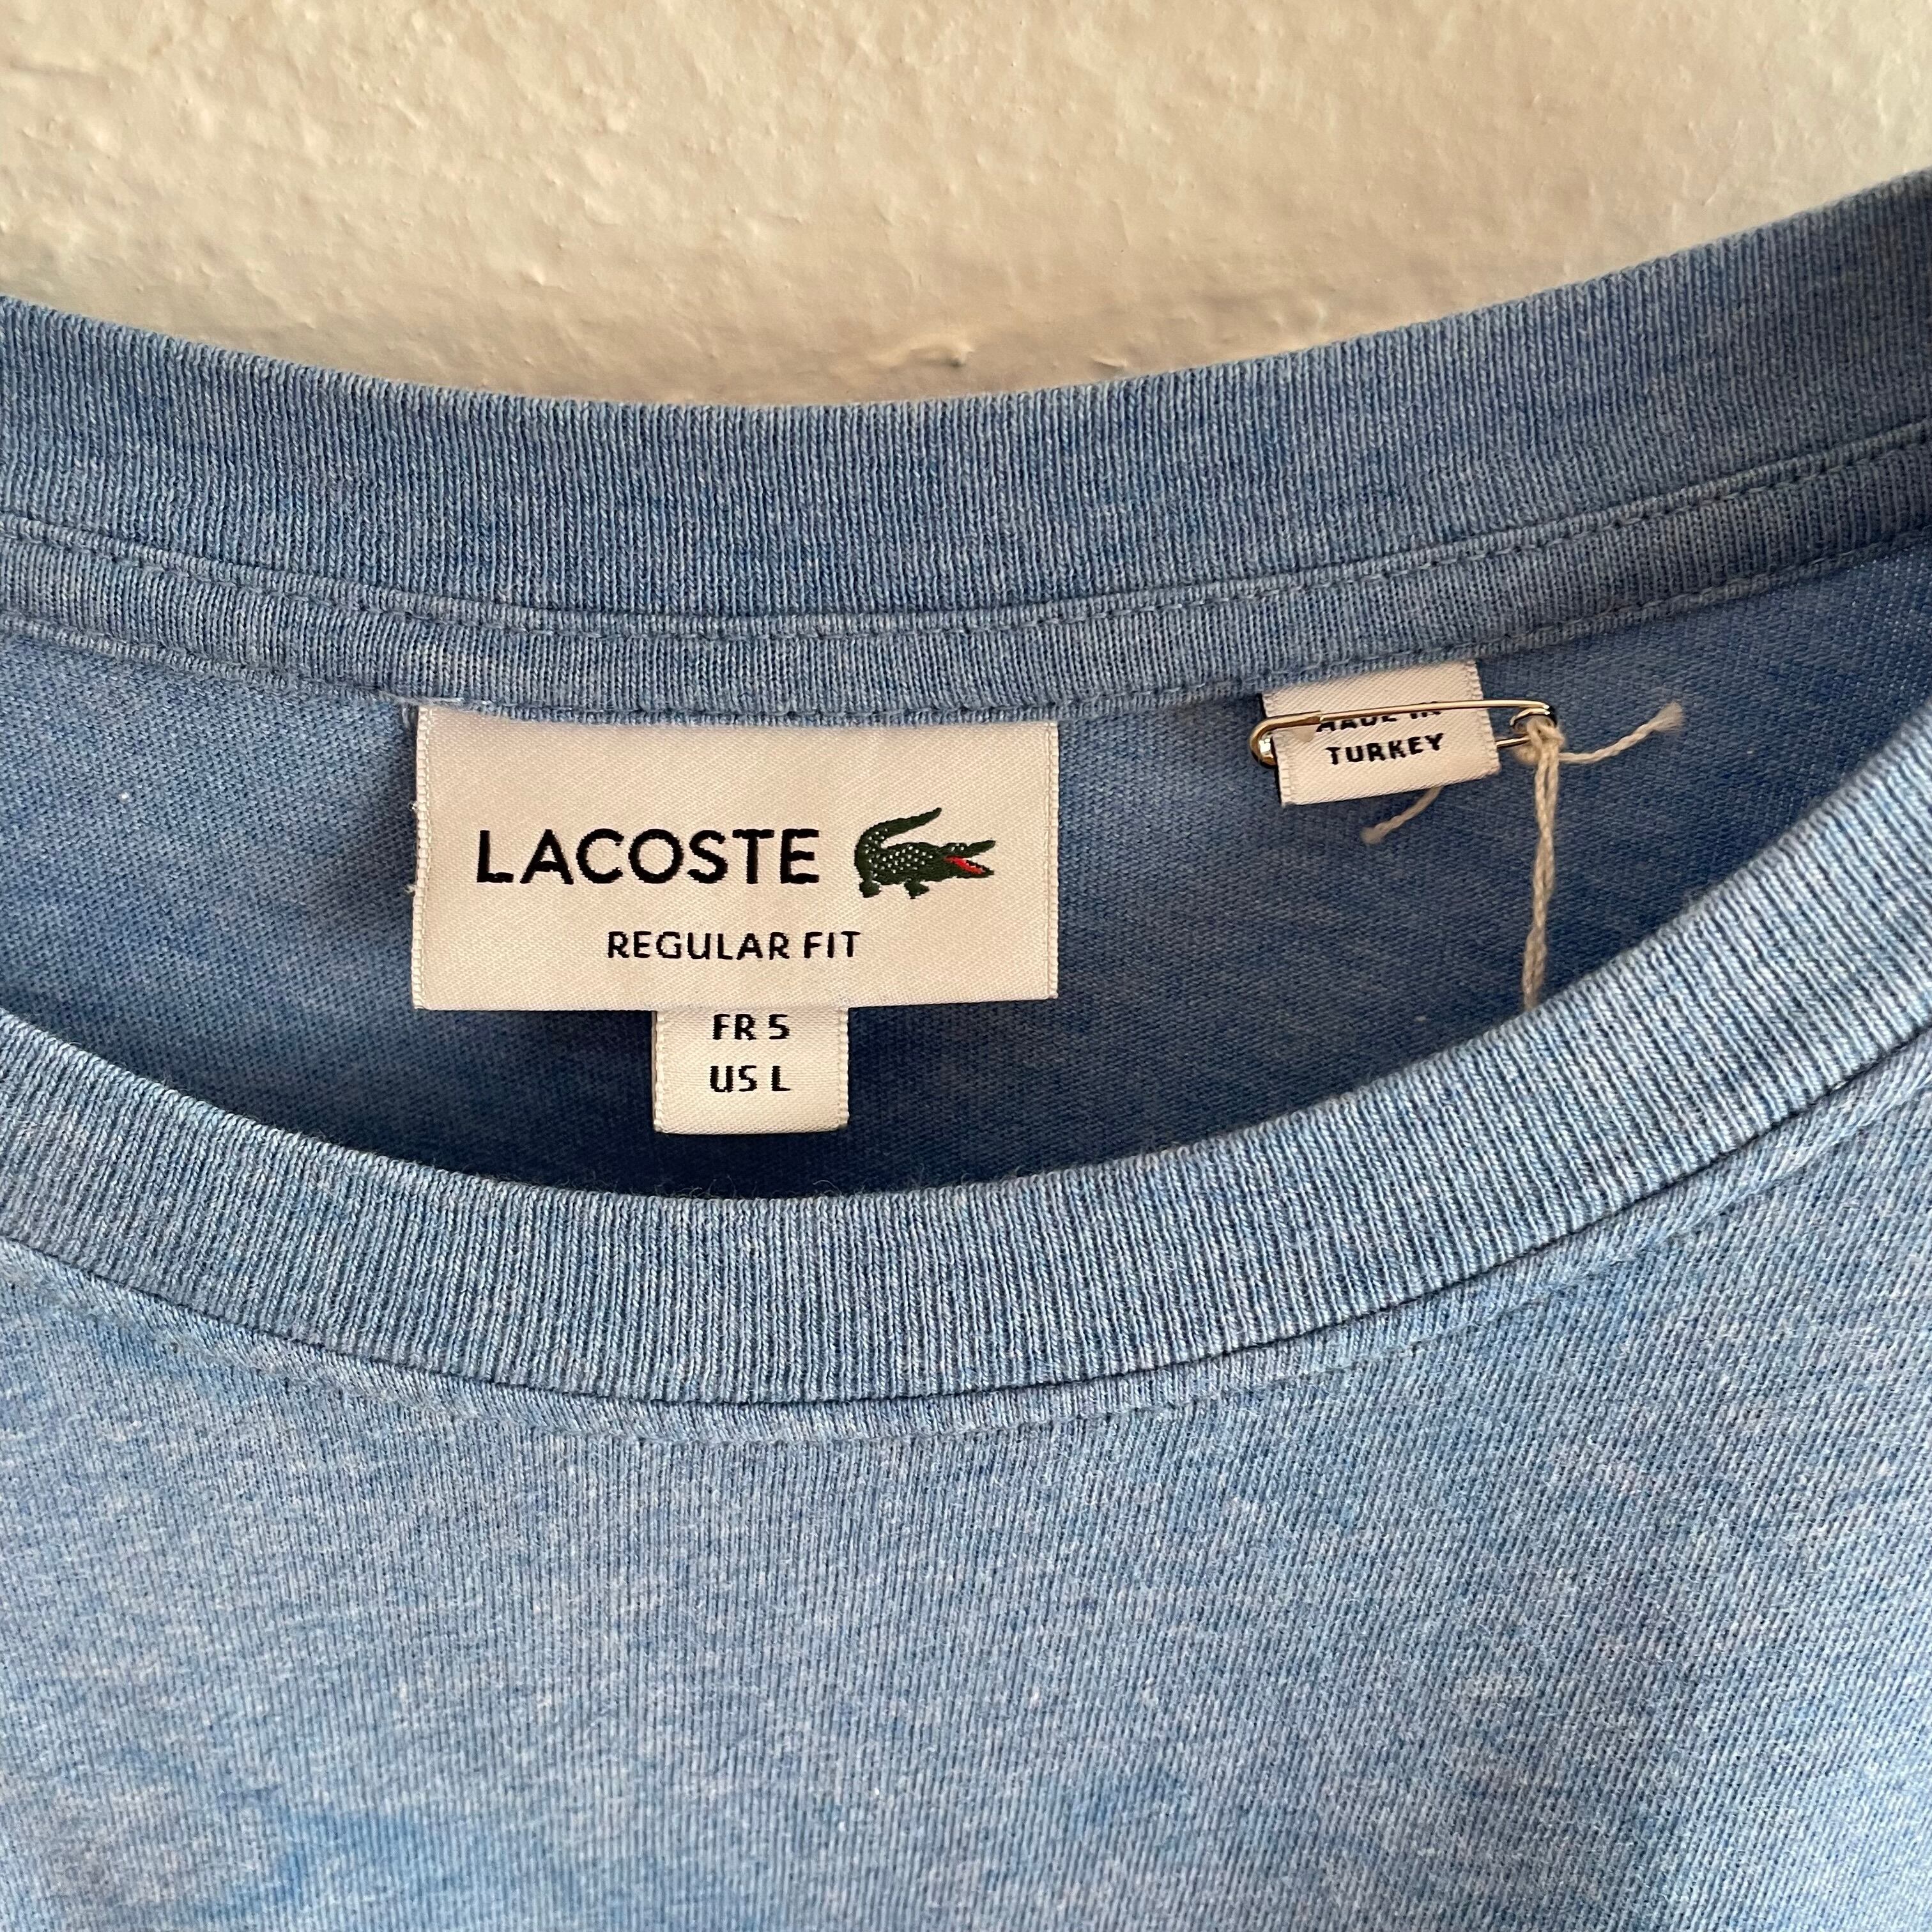 LACOSTE
REGULAR FIT
FR 5
US L
MADE IN
TURKEY